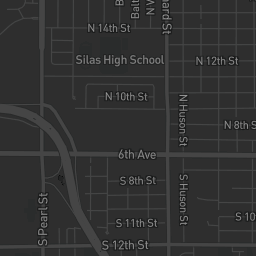 N 14th St
Silas High School
N 12th St
N 10th St
N Huson St
N 8th St
6th Ave
S 8th St
S Pearl St
S Huson St
S 11th St
S 10
S 12th St